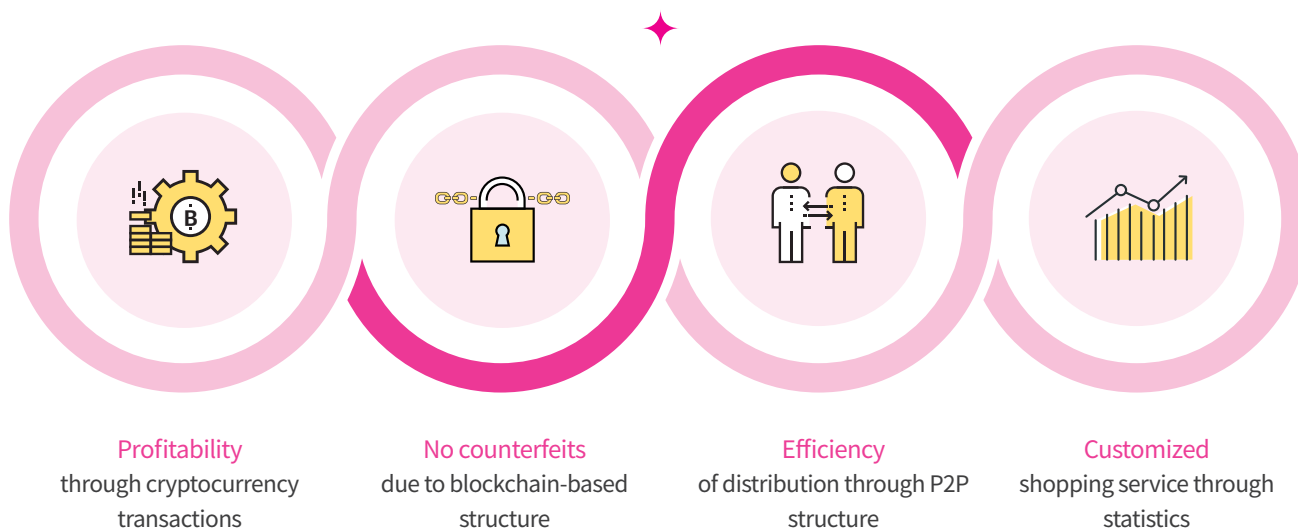 B
Profitability
through cryptocurrency
transactions
No counterfeits
due to blockchain-based
structure
Efficiency
of distribution through P2P
structure
Customized
shopping service through
statistics